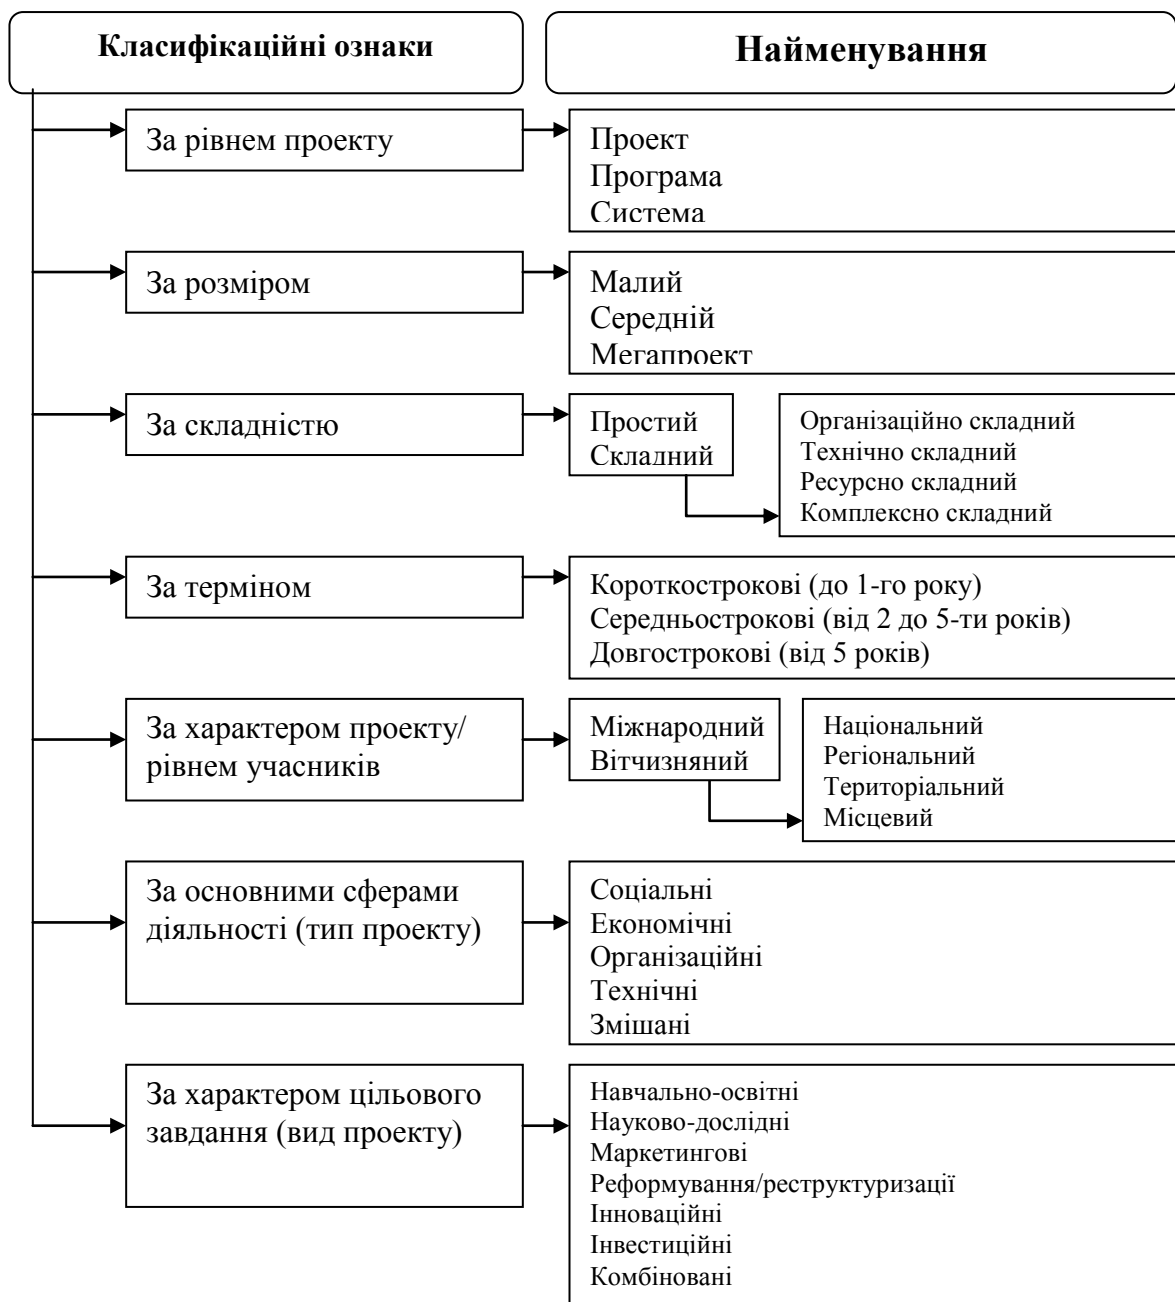 Класифікаційні ознаки
Найменування
За рівнем проекту
Проект
Програма
Система
За розміром
Малий
Середній
Мегапроект
За складністю
Простий
Складний
Організаційно складний
Технічно складний
Ресурсно складний
Комплексно складний
За терміном
Короткострокові (до 1-го року)
Середньострокові (від 2 до 5-ти років)
Довгострокові (від 5 років)
За характером проекту/
рівнем учасників
Міжнародний
Вітчизняний
Національний
Регіональний
Територіальний
Місцевий
За основними сферами
діяльності (тип проекту)
Соціальні
Економічні
Організаційні
Технічні
Змішані
За характером цільового
завдання (вид проекту)
Навчально-освітні
Науково-дослідні
Маркетингові
Реформування/реструктуризації
Інноваційні
Інвестиційні
Комбіновані